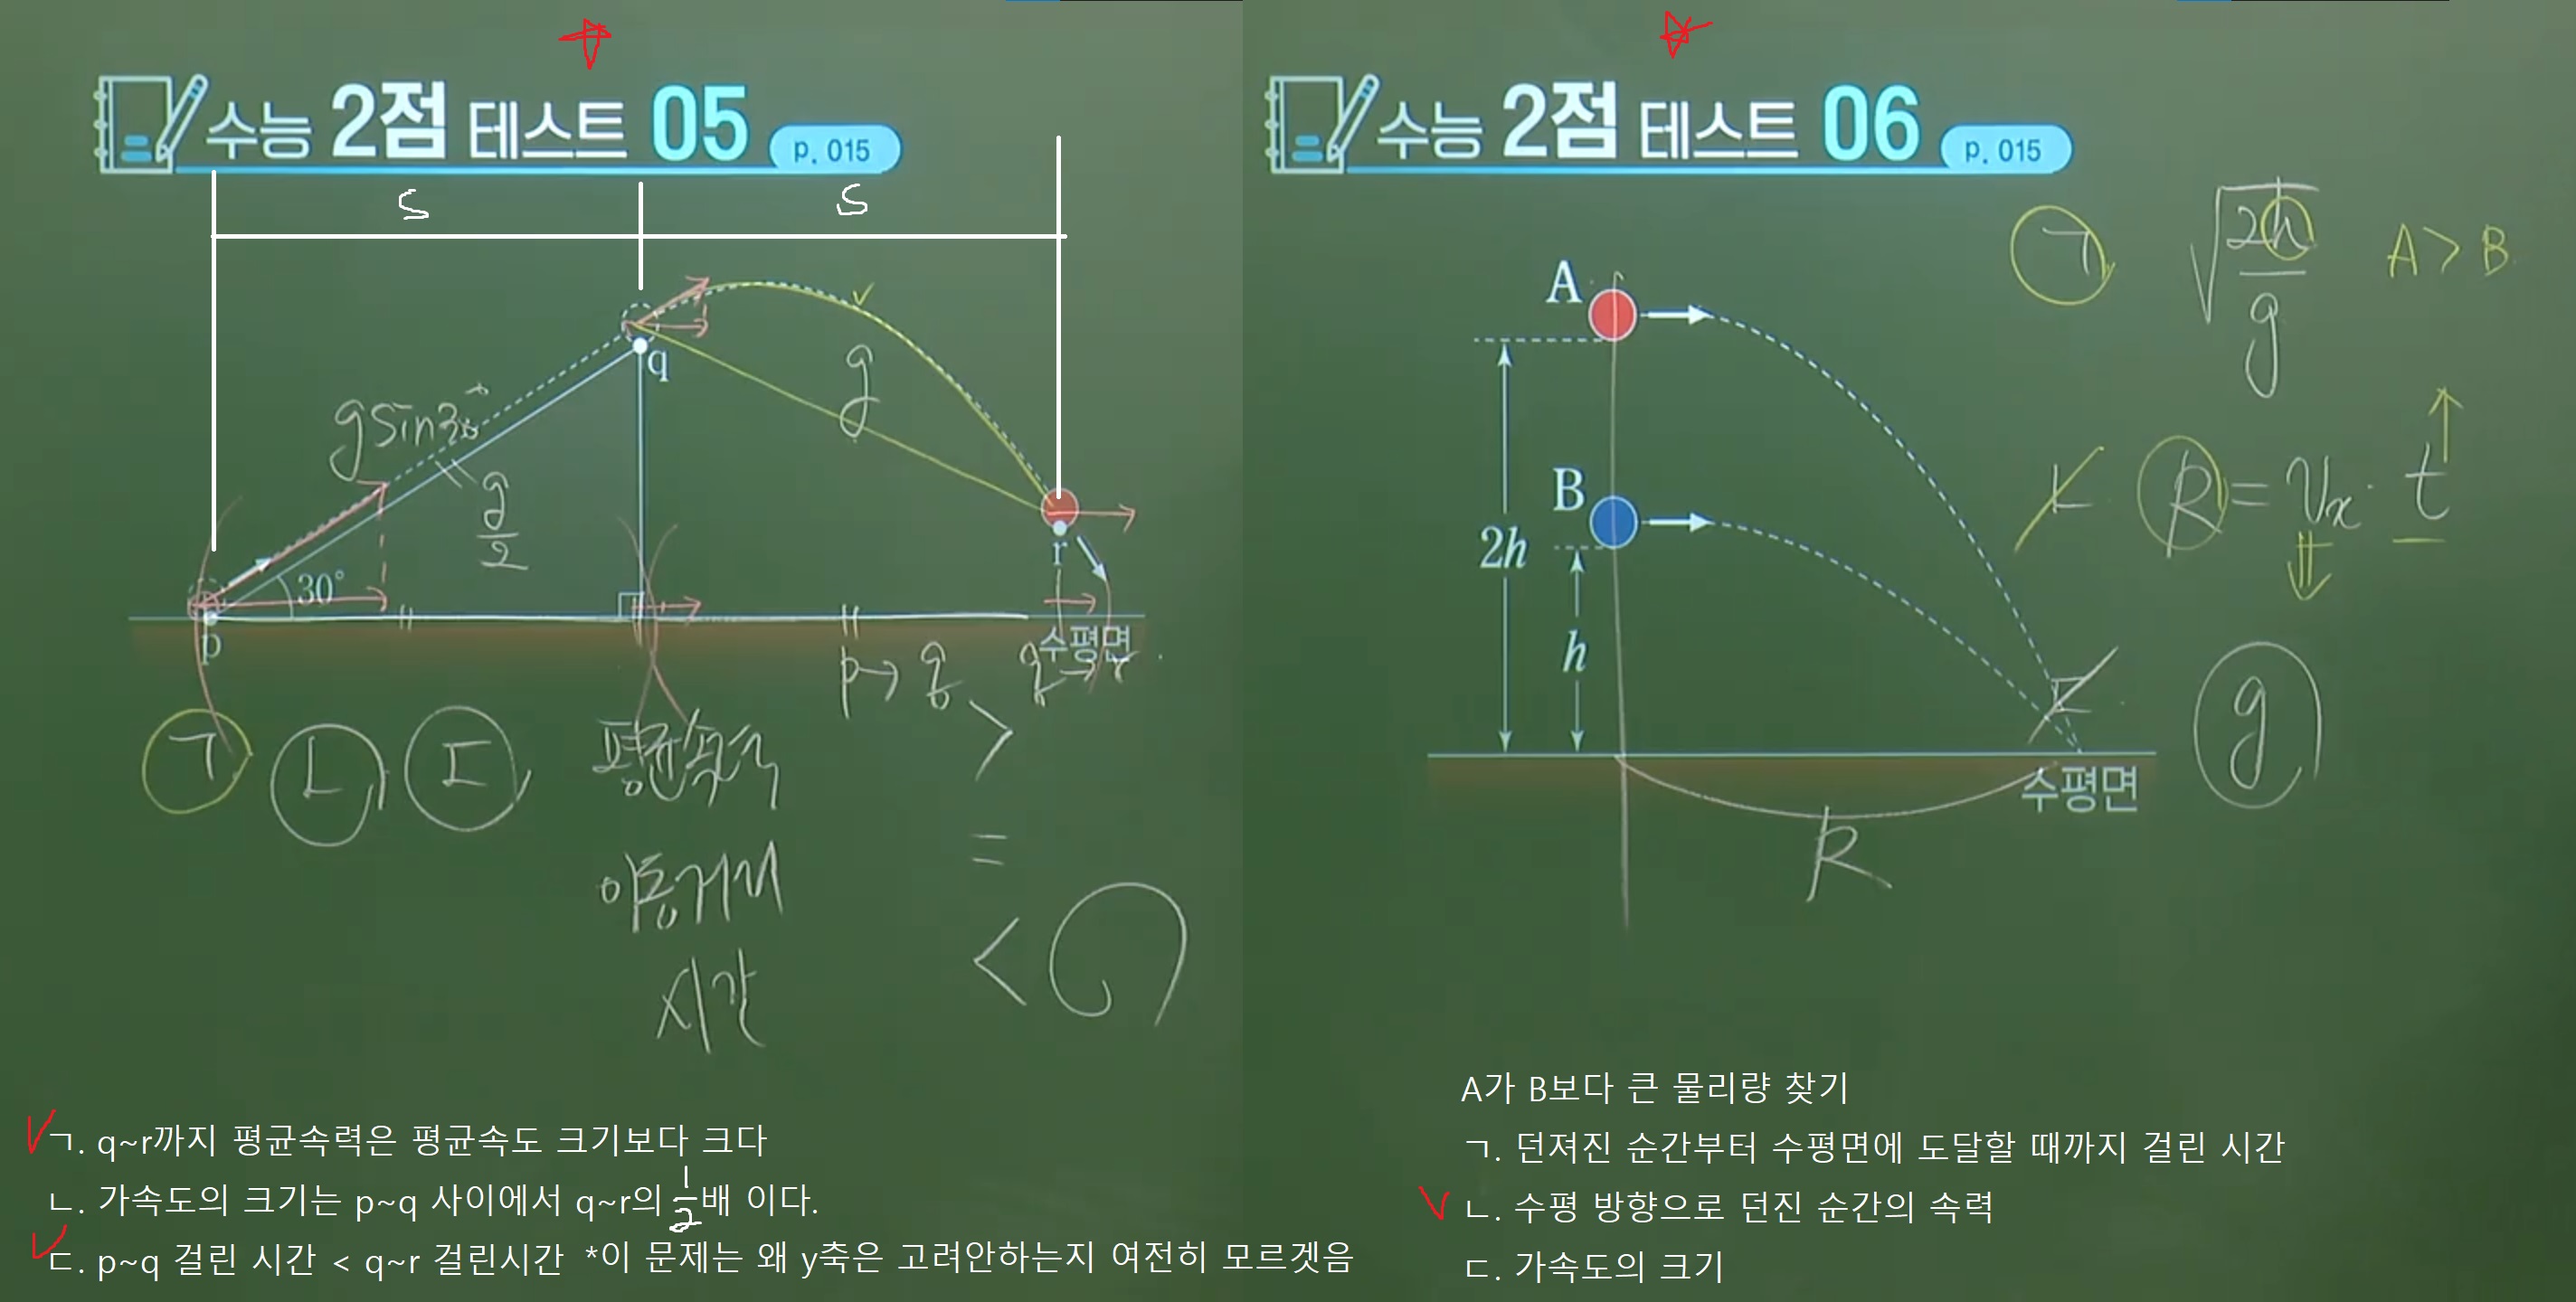 수능 2점 테스트 05 p. 015
S S
q
g sin30°
g
g/2
30°
r
p
수평면
p→q q→r
ㄱ ㄴ ㄷ
평균속력 >
이동거리 =
시간 <
ㄱ. q~r까지 평균속력은 평균속도 크기보다 크다
ㄴ. 가속도의 크기는 p~q 사이에서 q~r의 1/2배 이다.
ㄷ. p~q 걸린 시간 < q~r 걸린시간 *이 문제는 왜 y축은 고려안하는지 여전히 모르겟음
수능 2점 테스트 06 p. 015
ㄱ √2h/g A > B
A
B
ㄴ R = Vx · t
2h
h
ㄷ g
수평면
R
A가 B보다 큰 물리량 찾기
ㄱ. 던져진 순간부터 수평면에 도달할 때까지 걸린 시간
ㄴ. 수평 방향으로 던진 순간의 속력
ㄷ. 가속도의 크기